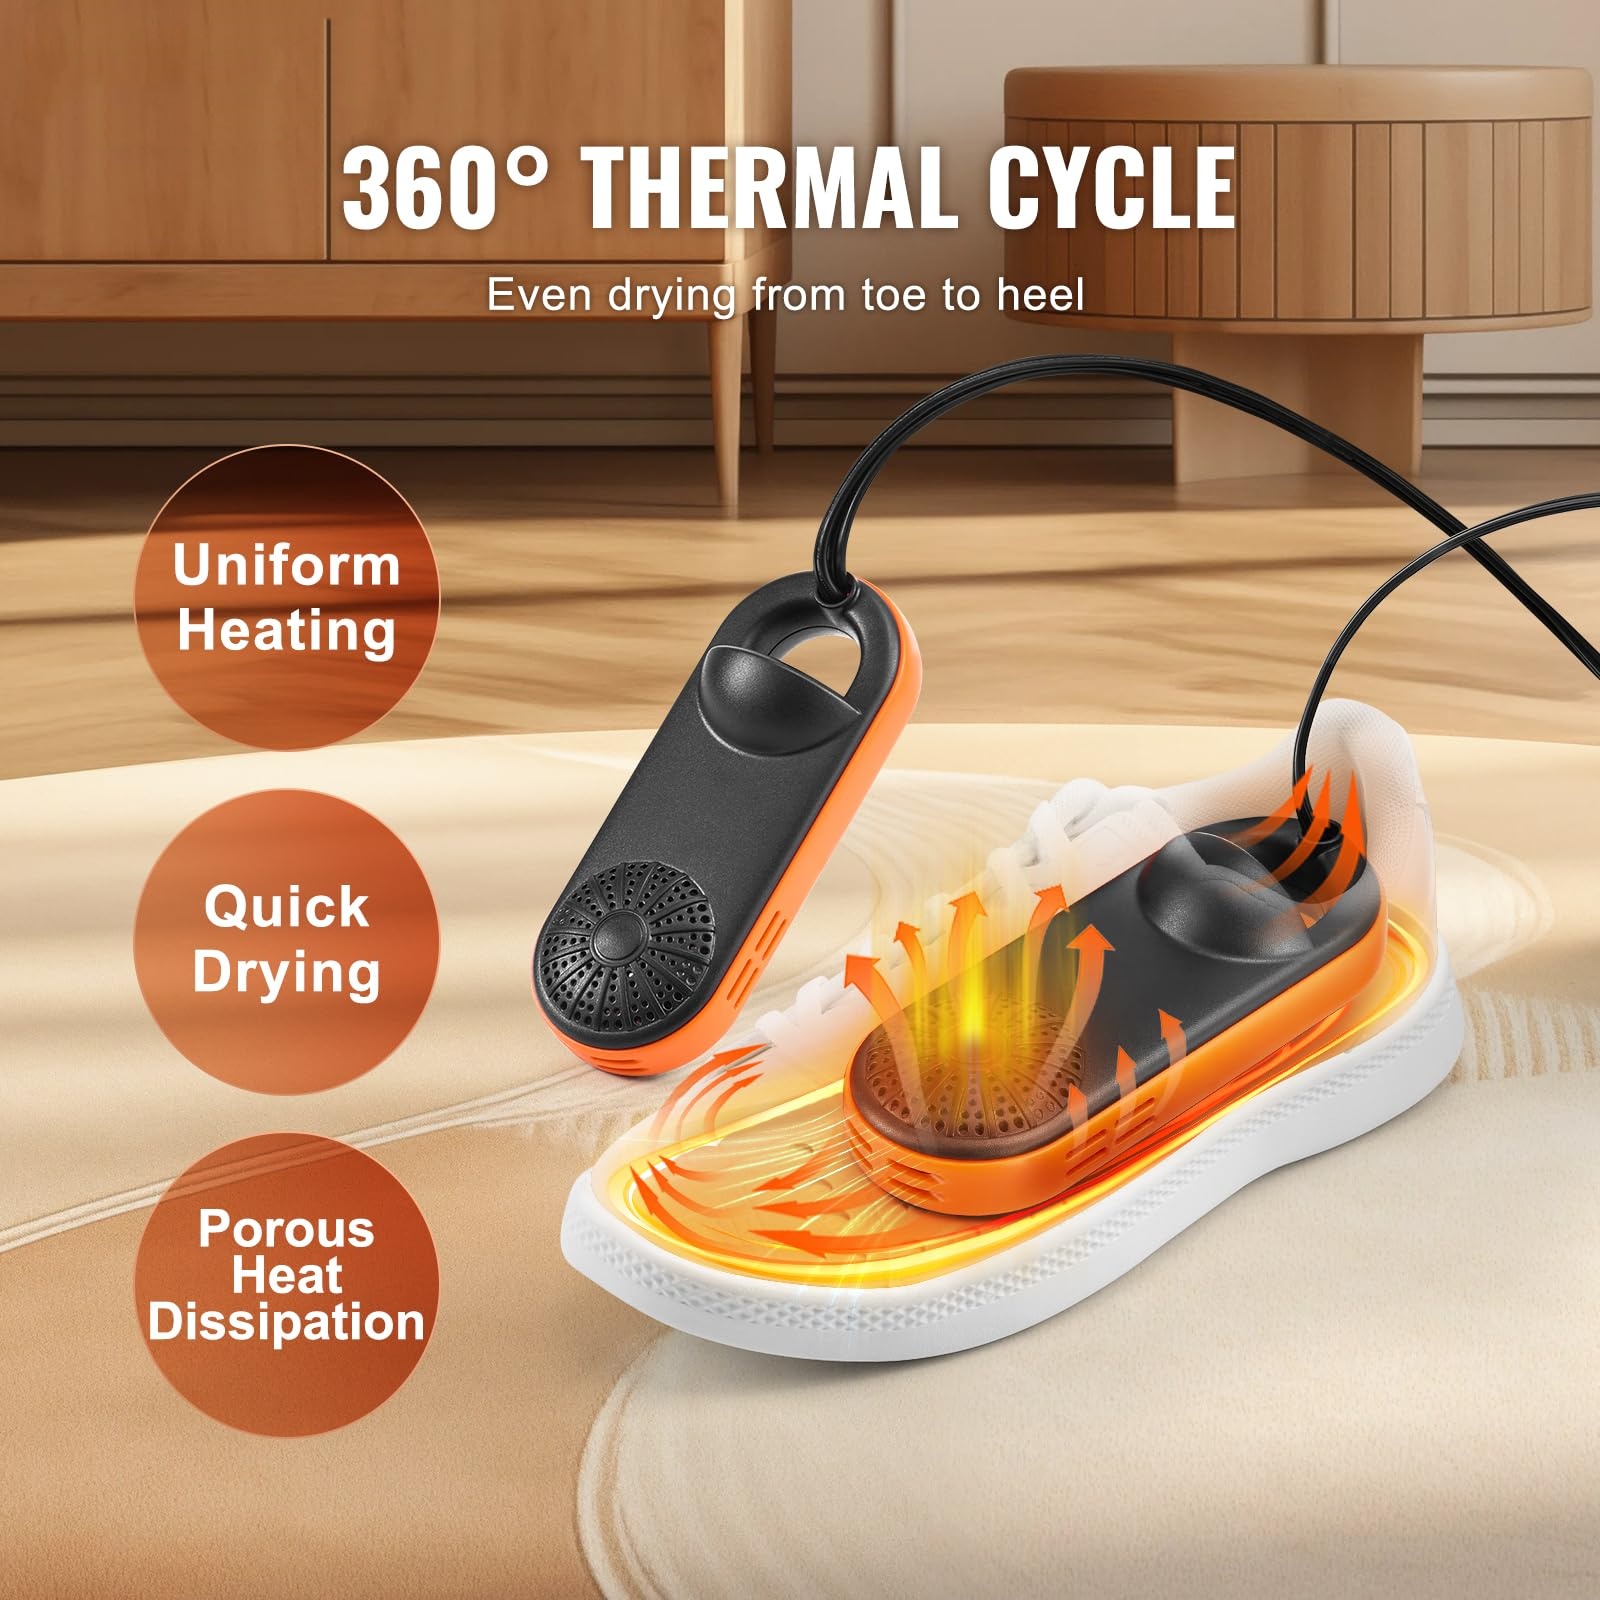 360° THERMAL CYCLE
Even drying from toe to heel
Uniform
Heating
Quick
Drying
Porous
Heat
Dissipation